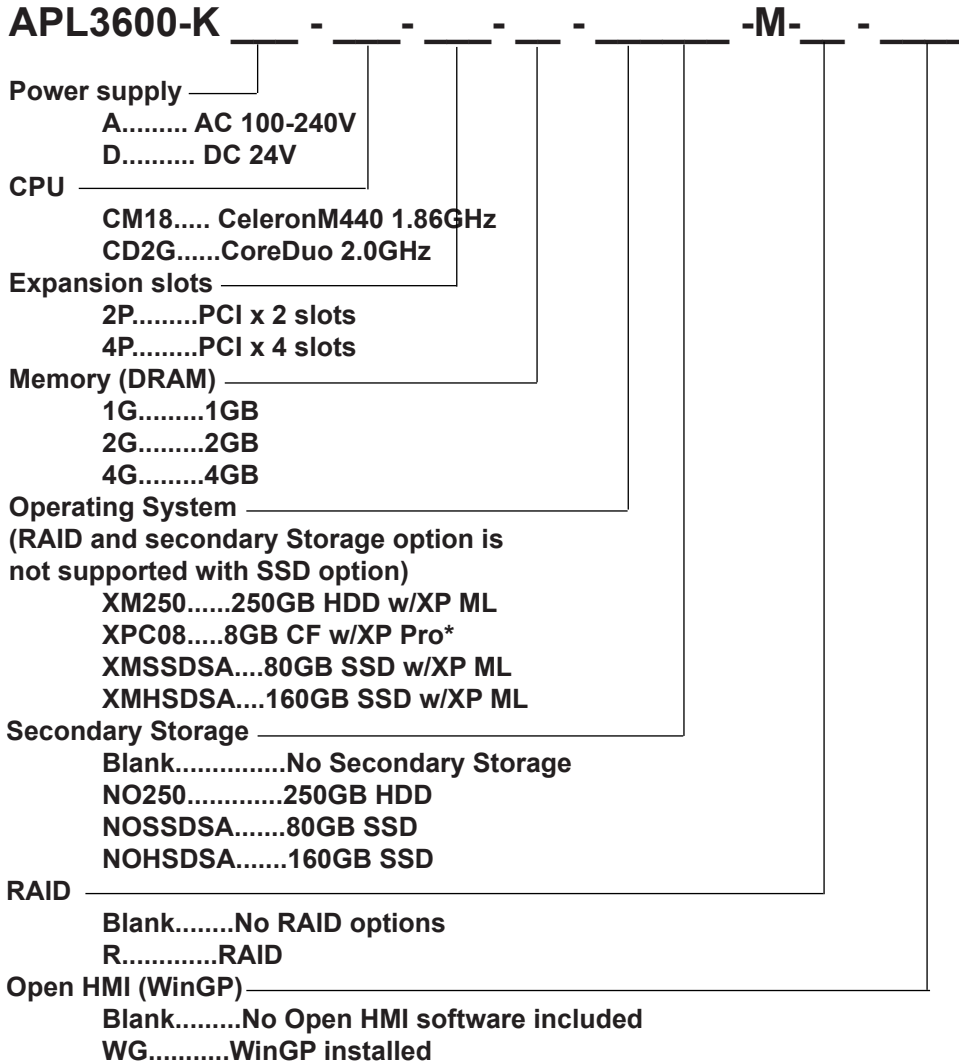 APL3600-K ___ - ___- ___- __ - ______ -M-__ - ____
Power supply
A......... AC 100-240V
D.......... DC 24V
CPU
CM18..... CeleronM440 1.86GHz
CD2G......CoreDuo 2.0GHz
Expansion slots
2P.........PCI x 2 slots
4P.........PCI x 4 slots
Memory (DRAM)
1G.........1GB
2G.........2GB
4G.........4GB
Operating System
(RAID and secondary Storage option is
not supported with SSD option)
XM250......250GB HDD w/XP ML
XPC08.....8GB CF w/XP Pro*
XMSSDSA....80GB SSD w/XP ML
XMHSDSA....160GB SSD w/XP ML
Secondary Storage
Blank...............No Secondary Storage
NO250.............250GB HDD
NOSSDSA.......80GB SSD
NOHSDSA.......160GB SSD
RAID
Blank........No RAID options
R.............RAID
Open HMI (WinGP)
Blank.........No Open HMI software included
WG...........WinGP installed